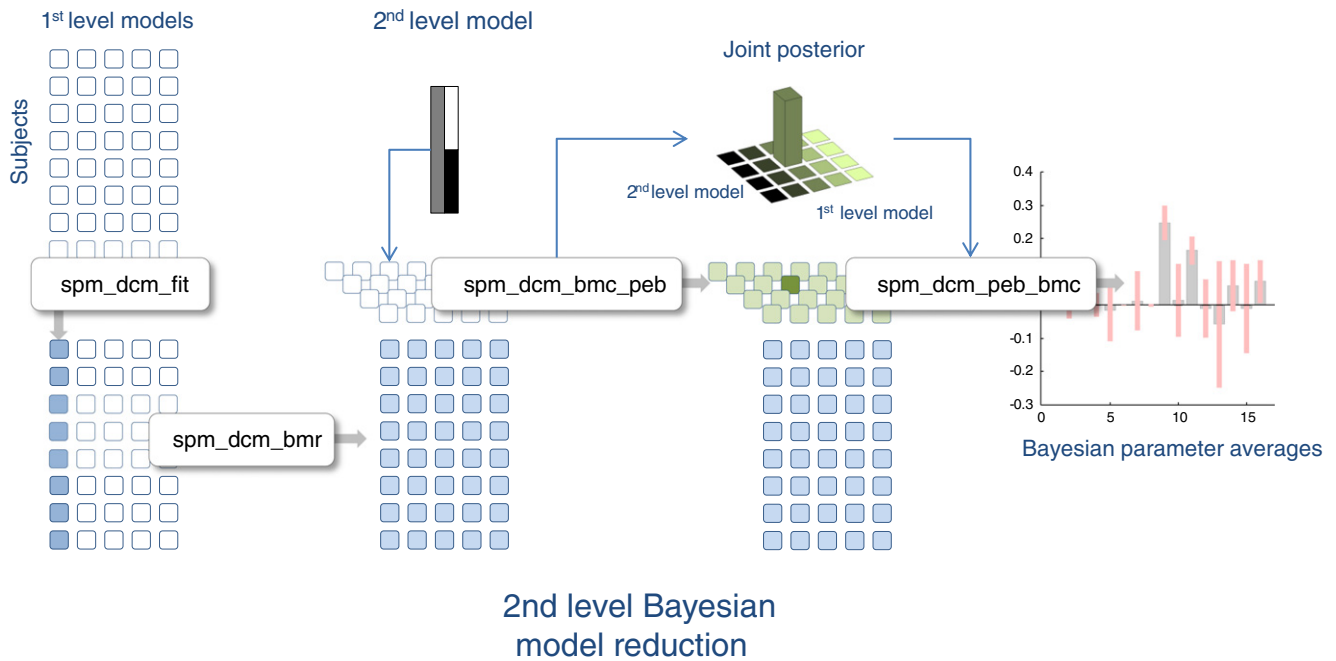 1st level models
2nd level model
Joint posterior
Subjects
2nd level model
1st level model
spm_dcm_fit
spm_dcm_bmc_peb
spm_dcm_peb_bmc
spm_dcm_bmr
0.4
0.3
0.2
-0.1
-0.2
-0.3
0
5
10
15
Bayesian parameter averages
2nd level Bayesian
model reduction